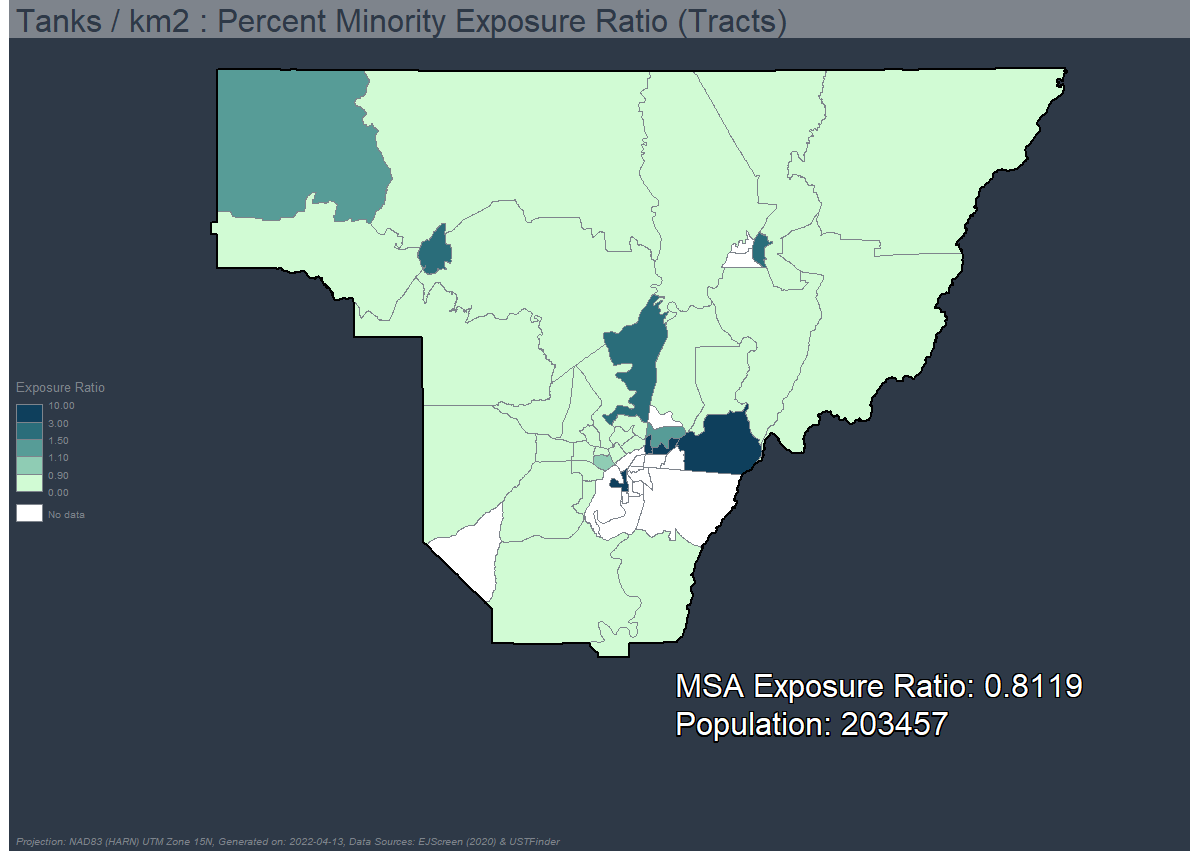 Tanks / km2 : Percent Minority Exposure Ratio (Tracts)
Exposure Ratio
10.00
3.00
1.50
1.10
0.90
0.00
No data
MSA Exposure Ratio: 0.8119
Population: 203457
Projection: NAD83 (HARN) UTM Zone 15N, Generated on: 2022-04-13, Data Sources: EJScreen (2020) & USTFinder